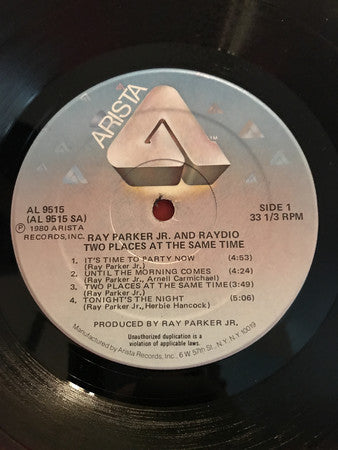 ARISTA
™
AL 9515
(AL 9515 SA)
℗ 1980 ARISTA
RECORDS, INC.
SIDE 1
33 1/3 RPM
RAY PARKER JR. AND RAYDIO
TWO PLACES AT THE SAME TIME
1. IT'S TIME TO PARTY NOW (4:53)
(Ray Parker Jr.)
2. UNTIL THE MORNING COMES (4:24)
(Ray Parker Jr., Arnell Carmichael)
3. TWO PLACES AT THE SAME TIME (3:49)
(Ray Parker Jr.)
4. TONIGHT'S THE NIGHT (5:06)
(Ray Parker Jr., Herbie Hancock)
PRODUCED BY RAY PARKER JR.
Unauthorized duplication is a
violation of applicable laws.
Manufactured by Arista Records, Inc., 6 W. 57th St., N.Y., N.Y. 10019